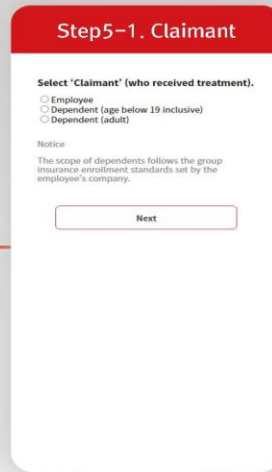 Step5-1. Claimant
Select 'Claimant' (who received treatment).
Employee
Dependent (age below 19 inclusive)
Dependent (adult)
Notice
The scope of dependents follows the group
insurance enrollment standards set by the
employee's company.
Next